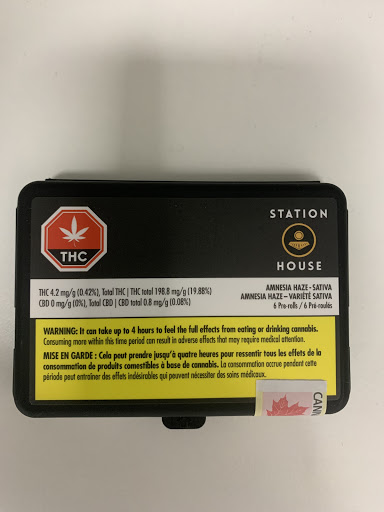 THC
STATION
HOUSE
THC 4.2 mg/g (0.42%), Total THC | THC total 198.8 mg/g (19.88%)
CBD 0 mg/g (0%), Total CBD | CBD total 0.8 mg/g (0.08%)
AMNESIA HAZE - SATIVA
AMNESIA HAZE – VARIÉTÉ SATIVA
6 Pre-rolls / 6 Pré-roulés
WARNING: It can take up to 4 hours to feel the full effects from eating or drinking cannabis.
Consuming more within this time period can result in adverse effects that may require medical attention.
MISE EN GARDE : Cela peut prendre jusqu'à quatre heures pour ressentir tous les effets de la
consommation de produits comestibles à base de cannabis. La consommation accrue pendant cette
période peut entraîner des effets indésirables qui peuvent nécessiter des soins médicaux.